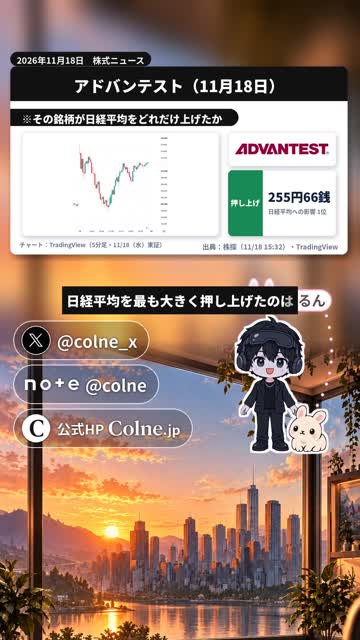 2026年11月18日　株式ニュース
アドバンテスト（11月18日）
※その銘柄が日経平均をどれだけ上げたか
ADVANTEST
押し上げ
255円66銭
日経平均への影響 1位
チャート：TradingView（5分足・11/18（水）東証）
出典：株探（11/18 15:32）・TradingView
日経平均を最も大きく押し上げたのは
るん
@colne_x
note @colne
C 公式HP Colne.jp